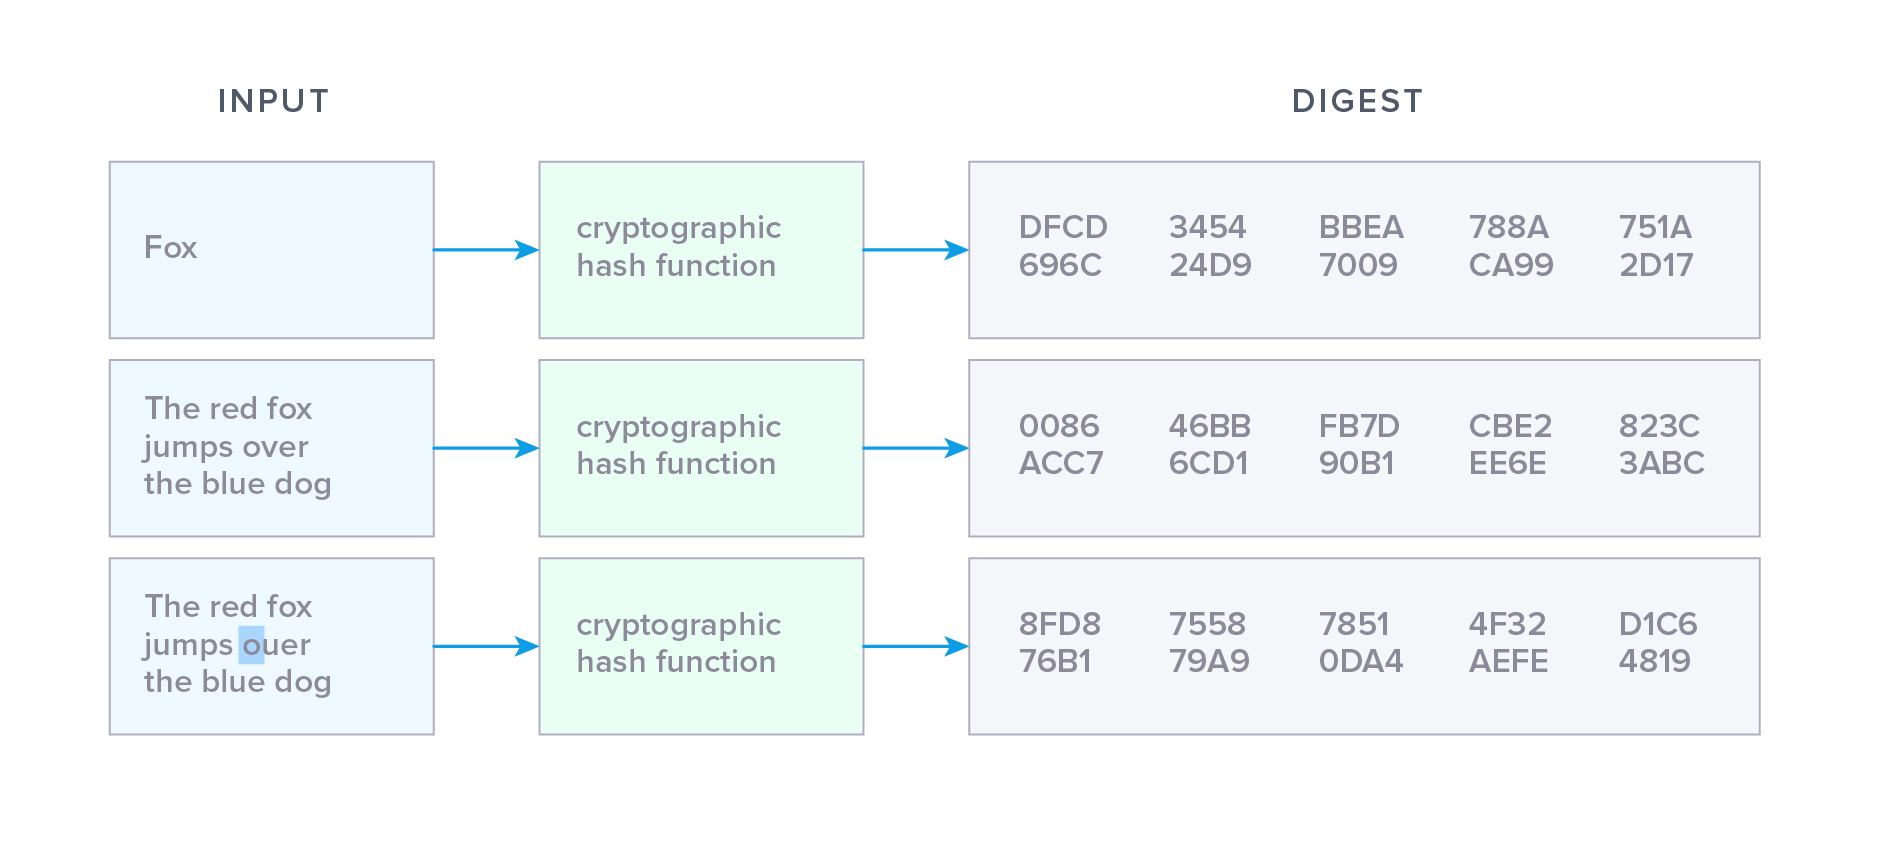 INPUT
DIGEST
Fox
cryptographic
hash function
DFCD 3454 BBEA 788A 751A
696C 24D9 7009 CA99 2D17
The red fox
jumps over
the blue dog
cryptographic
hash function
0086 46BB FB7D CBE2 823C
ACC7 6CD1 90B1 EE6E 3ABC
The red fox
jumps ouer
the blue dog
cryptographic
hash function
8FD8 7558 7851 4F32 D1C6
76B1 79A9 0DA4 AEFE 4819